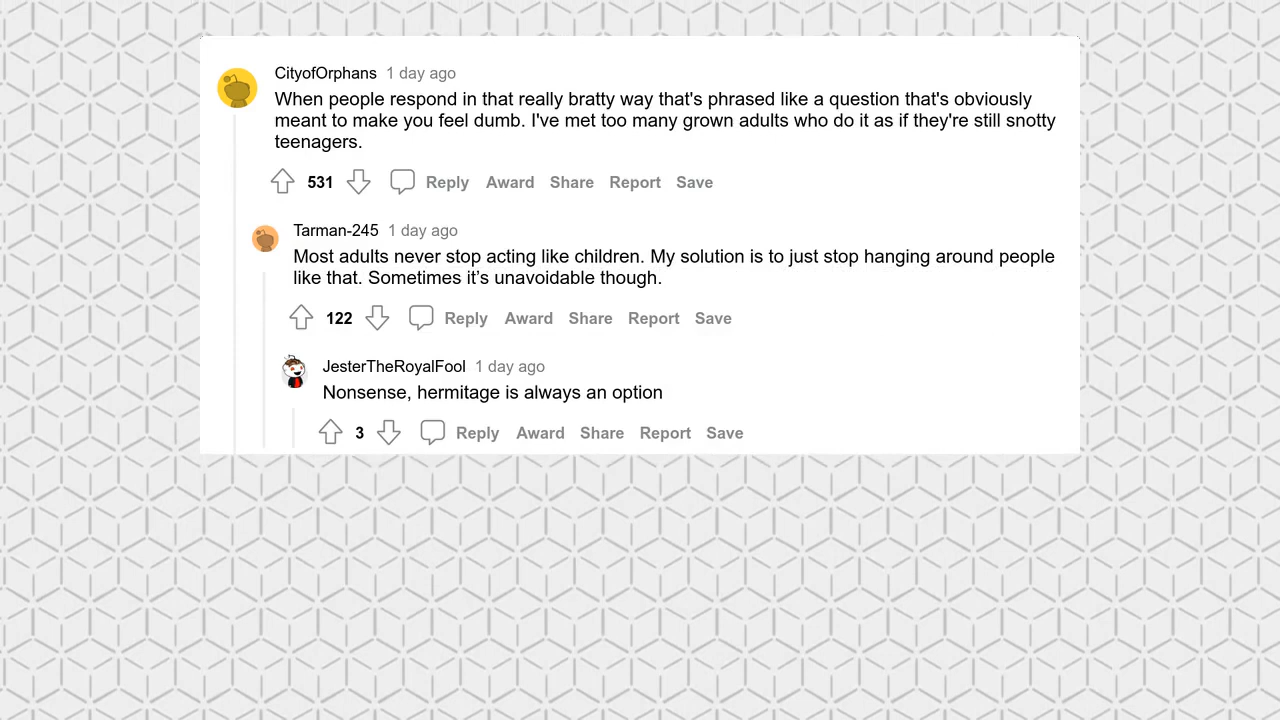 CityofOrphans 1 day ago
When people respond in that really bratty way that's phrased like a question that's obviously
meant to make you feel dumb. I've met too many grown adults who do it as if they're still snotty
teenagers.
531 Reply Award Share Report Save
Tarman-245 1 day ago
Most adults never stop acting like children. My solution is to just stop hanging around people
like that. Sometimes it’s unavoidable though.
122 Reply Award Share Report Save
JesterTheRoyalFool 1 day ago
Nonsense, hermitage is always an option
3 Reply Award Share Report Save